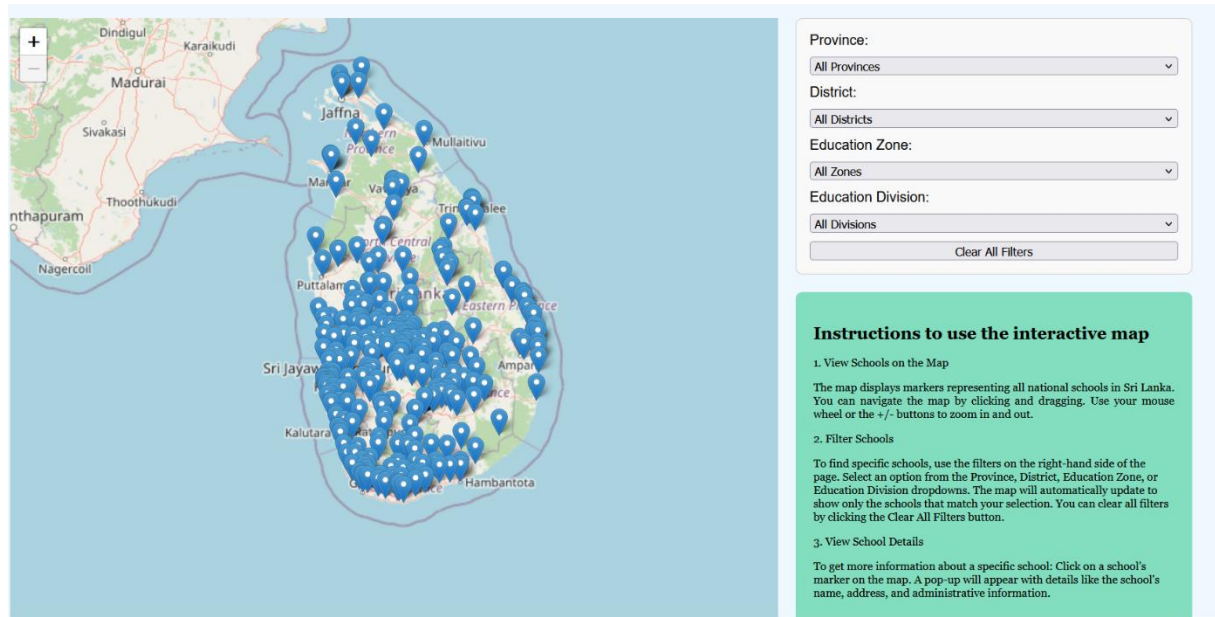 +
−
Dindigul
Karaikudi
Madurai
Sivakasi
Thoothukudi
nthapuram
Nagercoil
Jaffna
Mullaitivu
Puttalam
Eastern
Sri Jayaw
Ampar
Kalutara
Hambantota
Province:
All Provinces
District:
All Districts
Education Zone:
All Zones
Education Division:
All Divisions
Clear All Filters
Instructions to use the interactive map
1. View Schools on the Map
The map displays markers representing all national schools in Sri Lanka.
You can navigate the map by clicking and dragging. Use your mouse
wheel or the +/- buttons to zoom in and out.
2. Filter Schools
To find specific schools, use the filters on the right-hand side of the
page. Select an option from the Province, District, Education Zone, or
Education Division dropdowns. The map will automatically update to
show only the schools that match your selection. You can clear all filters
by clicking the Clear All Filters button.
3. View School Details
To get more information about a specific school: Click on a school's
marker on the map. A pop-up will appear with details like the school's
name, address, and administrative information.